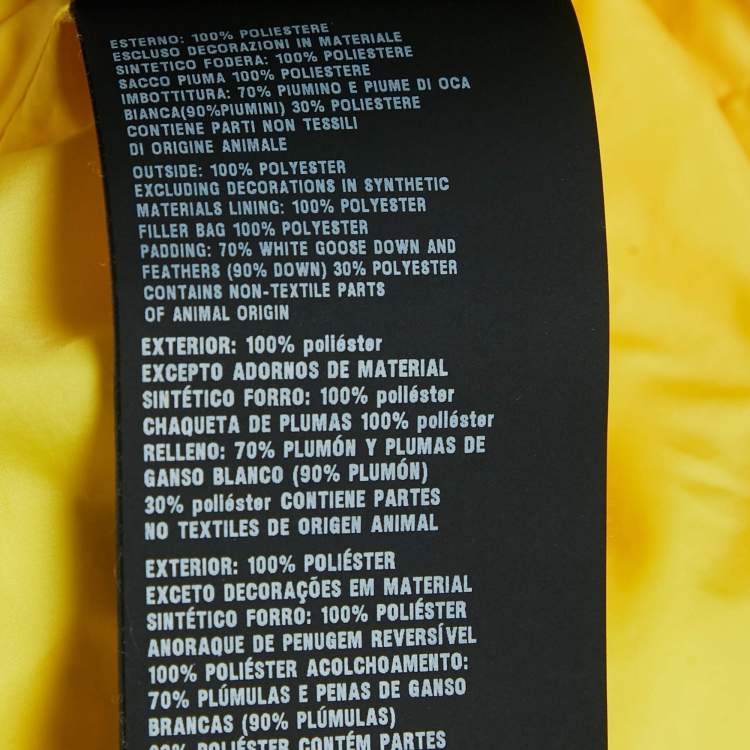 ESTERNO: 100% POLIESTERE
ESCLUSO DECORAZIONI IN MATERIALE
SINTETICO FODERA: 100% POLIESTERE
SACCO PIUMA 100% POLIESTERE
IMBOTTITURA: 70% PIUMINO E PIUME DI OCA
BIANCA(90%PIUMINI) 30% POLIESTERE
CONTIENE PARTI NON TESSILI
DI ORIGINE ANIMALE
OUTSIDE: 100% POLYESTER
EXCLUDING DECORATIONS IN SYNTHETIC
MATERIALS LINING: 100% POLYESTER
FILLER BAG 100% POLYESTER
PADDING: 70% WHITE GOOSE DOWN AND
FEATHERS (90% DOWN) 30% POLYESTER
CONTAINS NON-TEXTILE PARTS
OF ANIMAL ORIGIN
EXTERIOR: 100% poliéster
EXCEPTO ADORNOS DE MATERIAL
SINTÉTICO FORRO: 100% poliéster
CHAQUETA DE PLUMAS 100% poliéster
RELLENO: 70% PLUMÓN Y PLUMAS DE
GANSO BLANCO (90% PLUMÓN)
30% poliéster CONTIENE PARTES
NO TEXTILES DE ORIGEN ANIMAL
EXTERIOR: 100% POLIÉSTER
EXCETO DECORAÇÕES EM MATERIAL
SINTÉTICO FORRO: 100% POLIÉSTER
ANORAQUE DE PENUGEM REVERSÍVEL
100% POLIÉSTER ACOLCHOAMENTO:
70% PLÚMULAS E PENAS DE GANSO
BRANCAS (90% PLÚMULAS)
POLIÉSTER CONTÉM PARTES